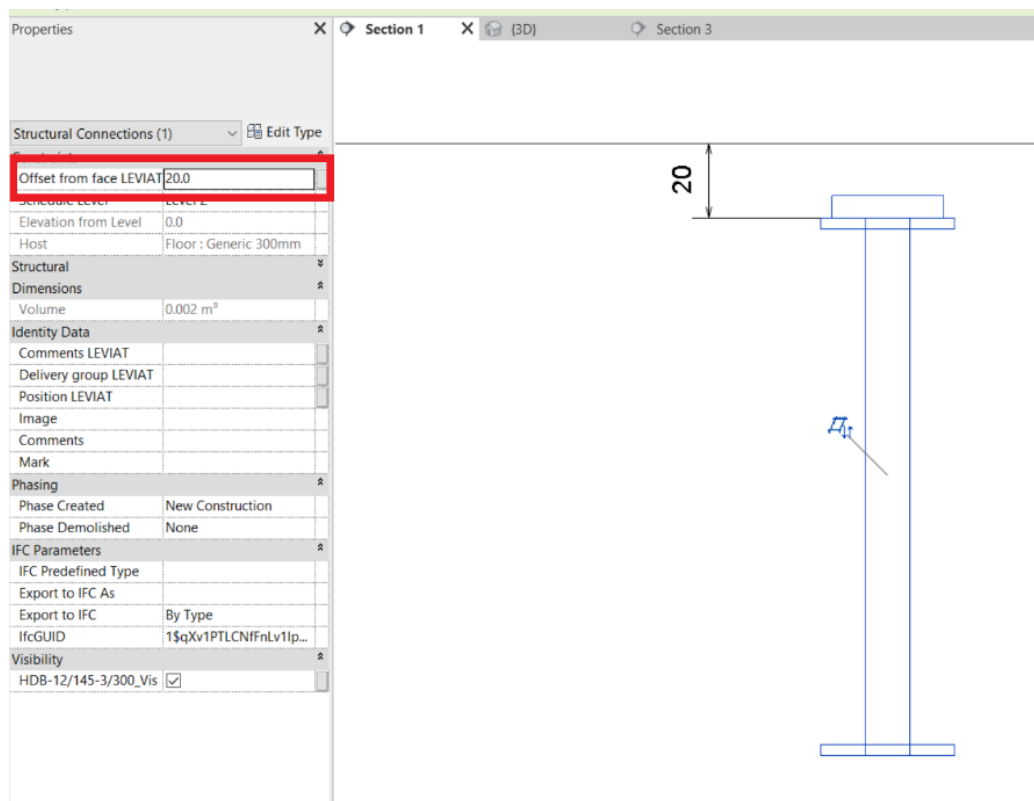 Properties
Section 1
{3D}
Section 3
Structural Connections (1)
Edit Type
Constraints
Offset from face LEVIAT 20.0
Schedule Level Level 2
Elevation from Level 0.0
Host Floor : Generic 300mm
Structural
Dimensions
Volume 0.002 m³
Identity Data
Comments LEVIAT
Delivery group LEVIAT
Position LEVIAT
Image
Comments
Mark
Phasing
Phase Created New Construction
Phase Demolished None
IFC Parameters
IFC Predefined Type
Export to IFC As
Export to IFC By Type
IfcGUID 1$qXv1PTLCNfFnLv1Ip...
Visibility
HDB-12/145-3/300_Vis
20